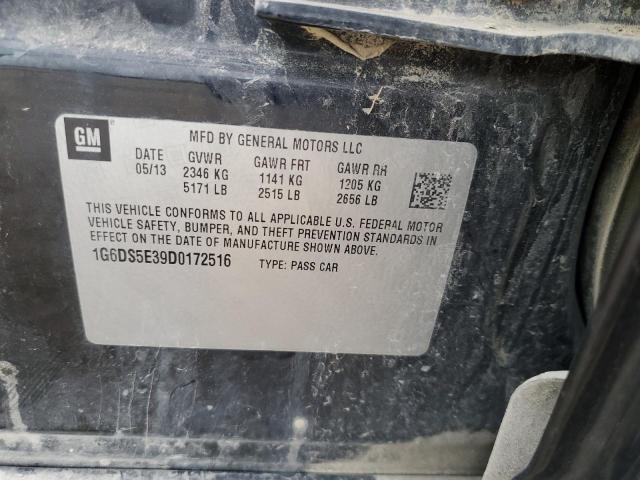 GM
MFD BY GENERAL MOTORS LLC
DATE GVWR GAWR FRT GAWR RR
05/13 2346 KG 1141 KG 1205 KG
5171 LB 2515 LB 2656 LB
THIS VEHICLE CONFORMS TO ALL APPLICABLE U.S. FEDERAL MOTOR
VEHICLE SAFETY, BUMPER, AND THEFT PREVENTION STANDARDS IN
EFFECT ON THE DATE OF MANUFACTURE SHOWN ABOVE.
1G6DS5E39D0172516 TYPE: PASS CAR